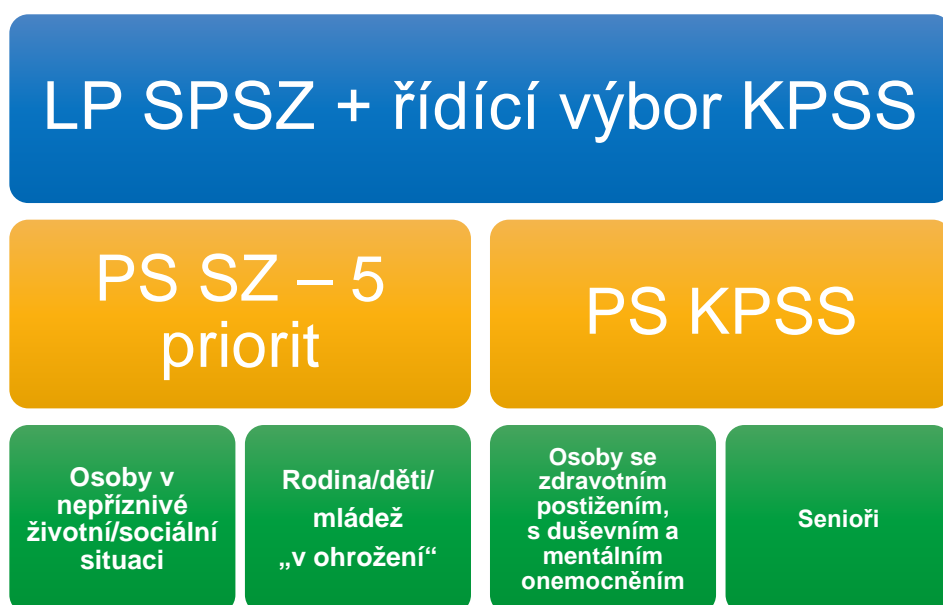 LP SPSZ + řídící výbor KPSS
PS SZ – 5
priorit
PS KPSS
Osoby v
nepříznivé
životní/sociální
situaci
Rodina/děti/
mládež
„v ohrožení“
Osoby se
zdravotním
postižením,
s duševním a
mentálním
onemocněním
Senioři